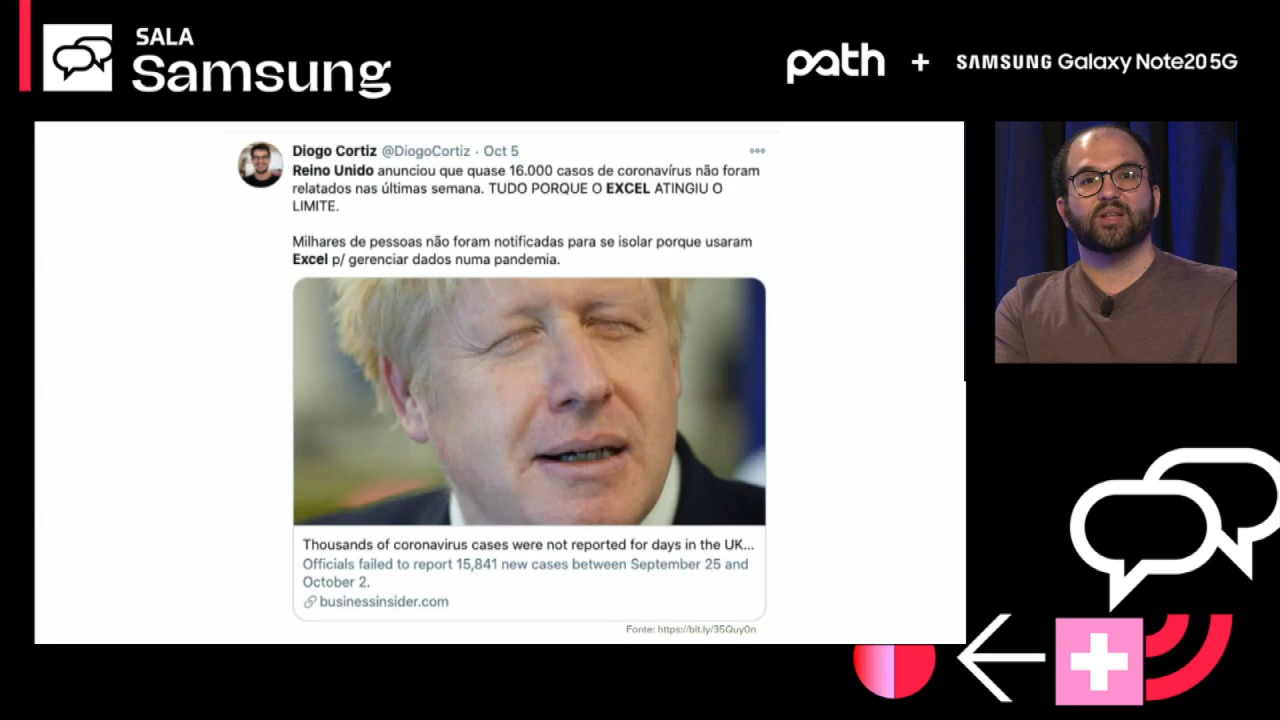 SALA
Samsung
path + SAMSUNG Galaxy Note20 5G
Diogo Cortiz @DiogoCortiz · Oct 5
Reino Unido anunciou que quase 16.000 casos de coronavírus não foram
relatados nas últimas semana. TUDO PORQUE O EXCEL ATINGIU O
LIMITE.
Milhares de pessoas não foram notificadas para se isolar porque usaram
Excel p/ gerenciar dados numa pandemia.
Thousands of coronavirus cases were not reported for days in the UK...
Officials failed to report 15,841 new cases between September 25 and
October 2.
businessinsider.com
Fonte: https://bit.ly/35Quy0n